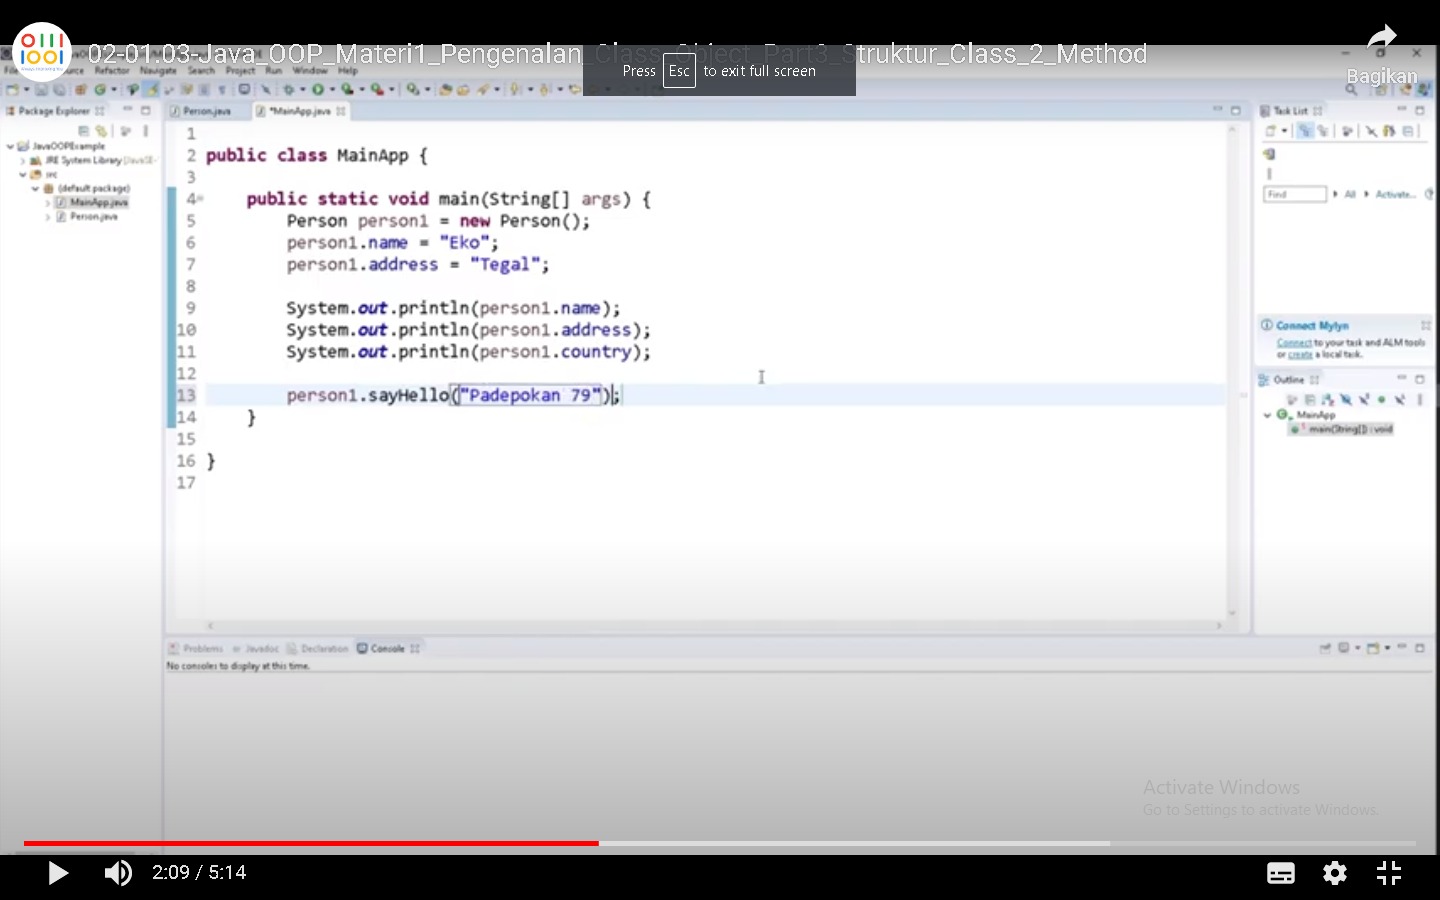 02-01.03-Java_OOP_Materi1_Pengenalan_Class_Object_Part3_Struktur_Class_2_Method
Bagikan
Press Esc to exit full screen
Refactor Navigate Search Project Run Window Help
Package Explorer
Person.java
*MainApp.java
Task List
JavaOOPExample
JRE System Library
src
(default package)
MainApp.java
Person.java
1
2 public class MainApp {
3
4 public static void main(String[] args) {
5 Person person1 = new Person();
6 person1.name = "Eko";
7 person1.address = "Tegal";
8
9 System.out.println(person1.name);
10 System.out.println(person1.address);
11 System.out.println(person1.country);
12
13 person1.sayHello("Padepokan 79");
14 }
15
16 }
17
Find All Activate...
Connect Mylyn
Connect to your task and ALM tools
or create a local task.
Outline
MainApp
main(String[]) : void
Problems Javadoc Declaration Console
No consoles to display at this time.
Activate Windows
Go to Settings to activate Windows.
2:09 / 5:14